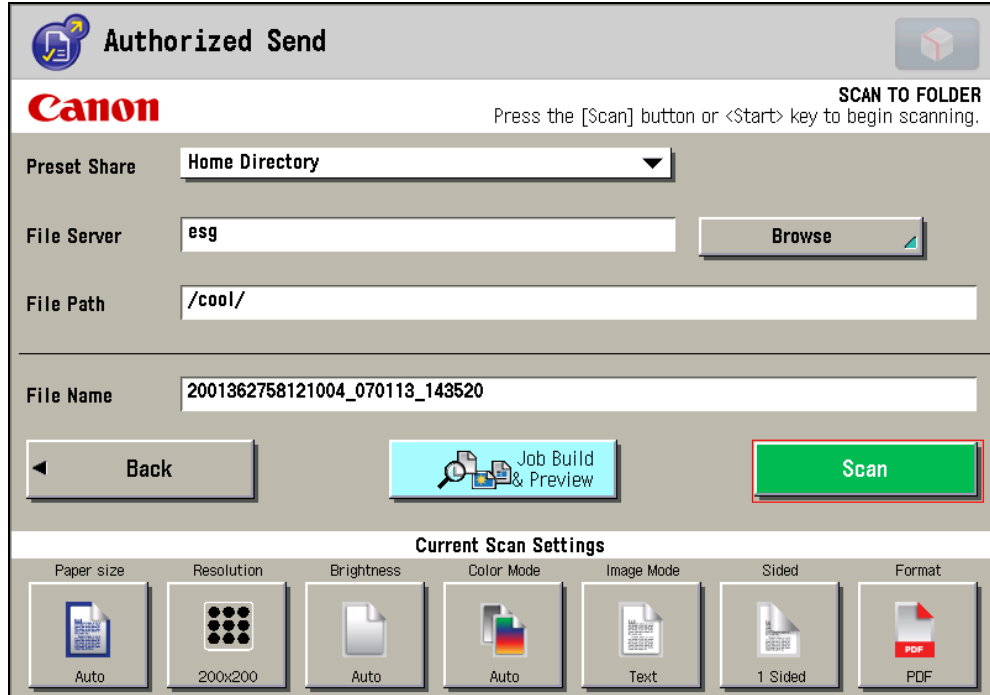 Authorized Send
Canon
SCAN TO FOLDER
Press the [Scan] button or <Start> key to begin scanning.
Preset Share Home Directory
File Server esg Browse
File Path /cool/
File Name 2001362758121004_070113_143520
Back
Job Build
& Preview
Scan
Current Scan Settings
Paper size Resolution Brightness Color Mode Image Mode Sided Format
PDF
Auto 200x200 Auto Auto Text 1 Sided PDF